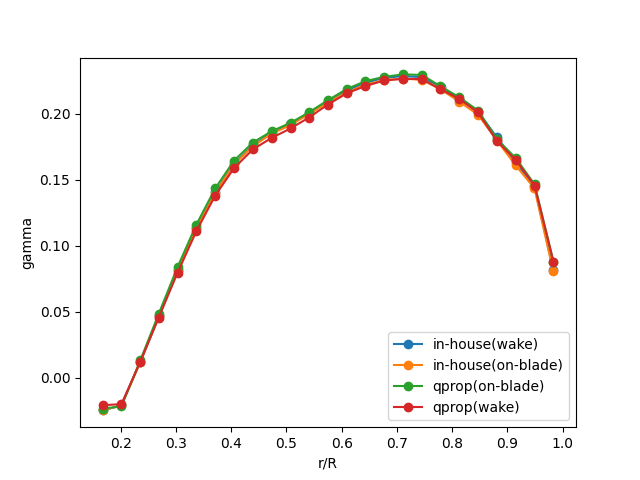 gamma
0.20
0.15
0.10
0.05
0.00
in-house(wake)
in-house(on-blade)
qprop(on-blade)
qprop(wake)
0.2 0.3 0.4 0.5 0.6 0.7 0.8 0.9 1.0
r/R